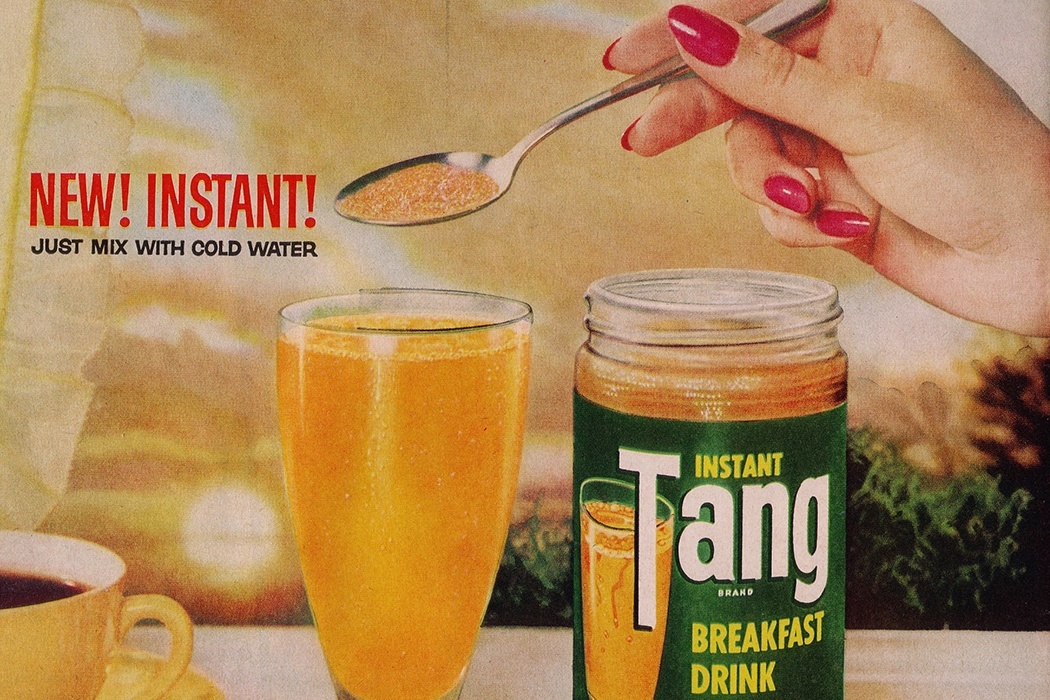 NEW! INSTANT!
JUST MIX WITH COLD WATER
INSTANT
Tang
BRAND
BREAKFAST
DRINK